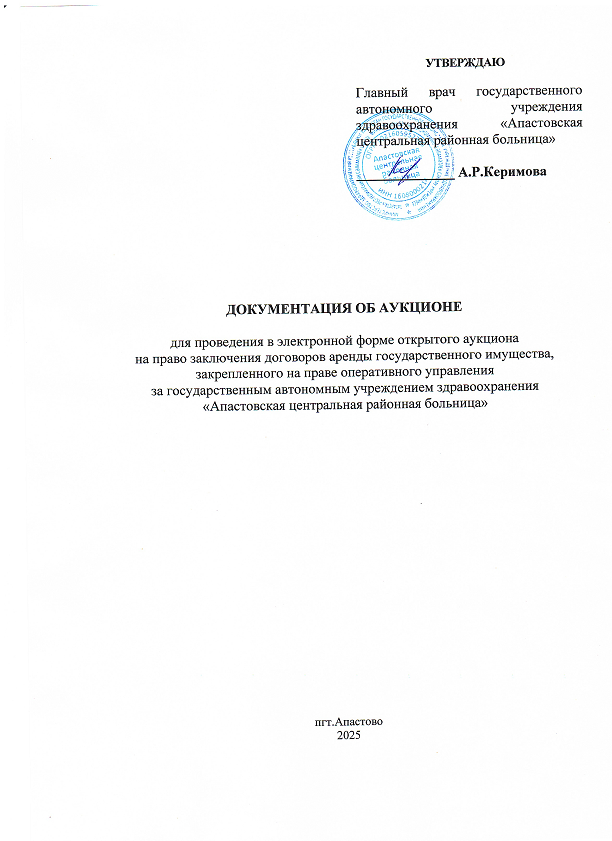 УТВЕРЖДАЮ
Главный врач государственного
автономного учреждения
здравоохранения «Апастовская
центральная районная больница»
А.Р.Керимова
Апастовская
центральная
ДОКУМЕНТАЦИЯ ОБ АУКЦИОНЕ
для проведения в электронной форме открытого аукциона
на право заключения договоров аренды государственного имущества,
закрепленного на праве оперативного управления
за государственным автономным учреждением здравоохранения
«Апастовская центральная районная больница»
пгт.Апастово
2025